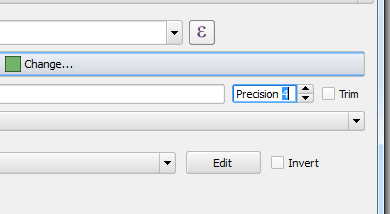 ε
Change...
Precision 4 Trim
Edit Invert